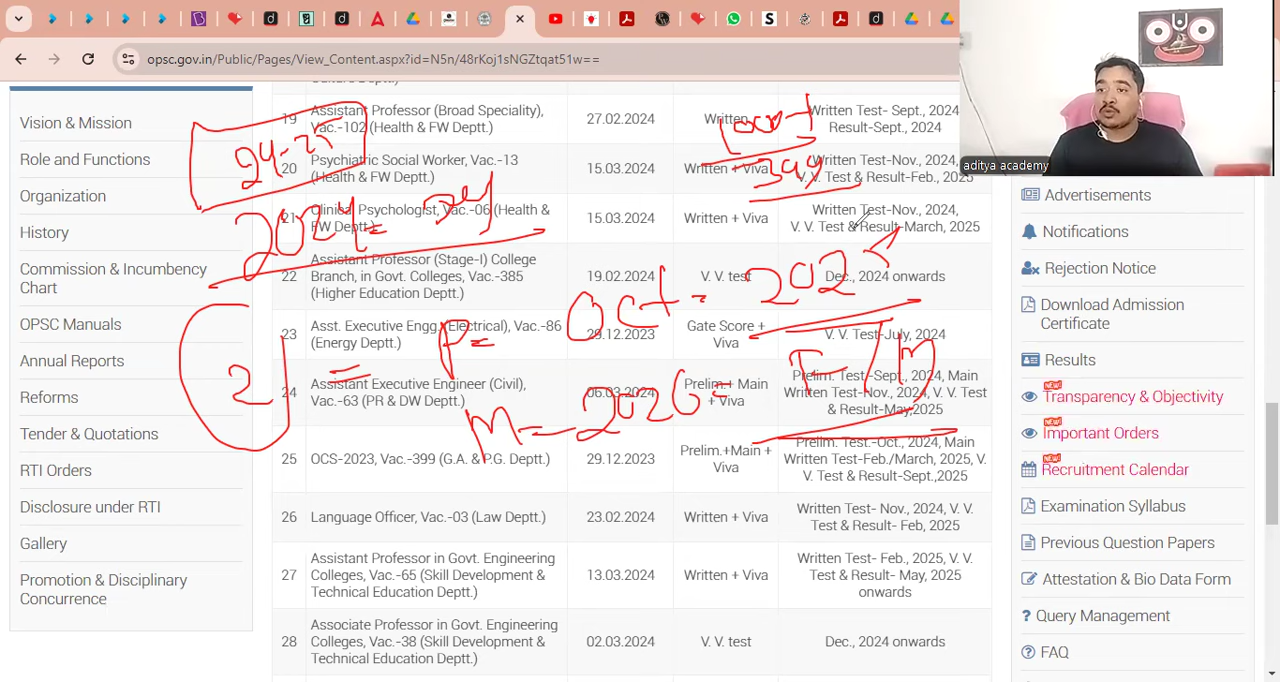 opsc.gov.in/Public/Pages/View_Content.aspx?id=N5n/48rKoj1sNGZtqat51w==
aditya academy
Vision & Mission
Role and Functions
Organization
History
Commission & Incumbency
Chart
OPSC Manuals
Annual Reports
Reforms
Tender & Quotations
RTI Orders
Disclosure under RTI
Gallery
Promotion & Disciplinary
Concurrence
19 Assistant Professor (Broad Speciality), Vac.-102 (Health & FW Deptt.) 27.02.2024 Written Written Test- Sept., 2024 Result-Sept., 2024
20 Psychiatric Social Worker, Vac.-13 (Health & FW Deptt.) 15.03.2024 Written + Viva Written Test-Nov., 2024, V. V. Test & Result-Feb., 2025
21 Clinical Psychologist, Vac.-06 (Health & FW Deptt.) 15.03.2024 Written + Viva Written Test-Nov., 2024, V. V. Test & Result-March, 2025
22 Assistant Professor (Stage-I) College Branch, in Govt. Colleges, Vac.-385 (Higher Education Deptt.) 19.02.2024 V. V. test Dec., 2024 onwards
23 Asst. Executive Engg. (Electrical), Vac.-86 (Energy Deptt.) 29.12.2023 Gate Score + Viva V. V. Test-July, 2024
24 Assistant Executive Engineer (Civil), Vac.-63 (PR & DW Deptt.) 06.03.2024 Prelim.+ Main + Viva Prelim. Test-Sept., 2024, Main Written Test-Nov., 2024, V. V. Test & Result-May,2025
25 OCS-2023, Vac.-399 (G.A. & P.G. Deptt.) 29.12.2023 Prelim.+Main + Viva Prelim. Test.-Oct., 2024, Main Written Test-Feb./March, 2025, V. V. Test & Result-Sept.,2025
26 Language Officer, Vac.-03 (Law Deptt.) 23.02.2024 Written + Viva Written Test- Nov., 2024, V. V. Test & Result- Feb, 2025
27 Assistant Professor in Govt. Engineering Colleges, Vac.-65 (Skill Development & Technical Education Deptt.) 13.03.2024 Written + Viva Written Test- Feb., 2025, V. V. Test & Result- May, 2025 onwards
28 Associate Professor in Govt. Engineering Colleges, Vac.-38 (Skill Development & Technical Education Deptt.) 02.03.2024 V. V. test Dec., 2024 onwards
24-25
2024=
399
2
P=
Oct=
2025
M-2026=
F/M
Advertisements
Notifications
Rejection Notice
Download Admission
Certificate
Results
NEW!
Transparency & Objectivity
NEW!
Important Orders
NEW!
Recruitment Calendar
Examination Syllabus
Previous Question Papers
Attestation & Bio Data Form
Query Management
FAQ